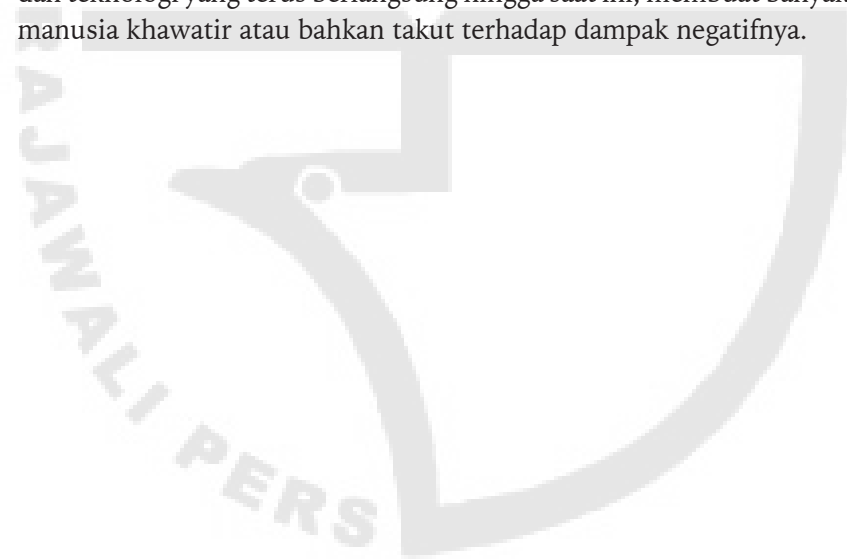 dan teknologi yang terus berlangsung hingga saat ini, membuat banyak
manusia khawatir atau bahkan takut terhadap dampak negatifnya.
RAJAWALI PERS